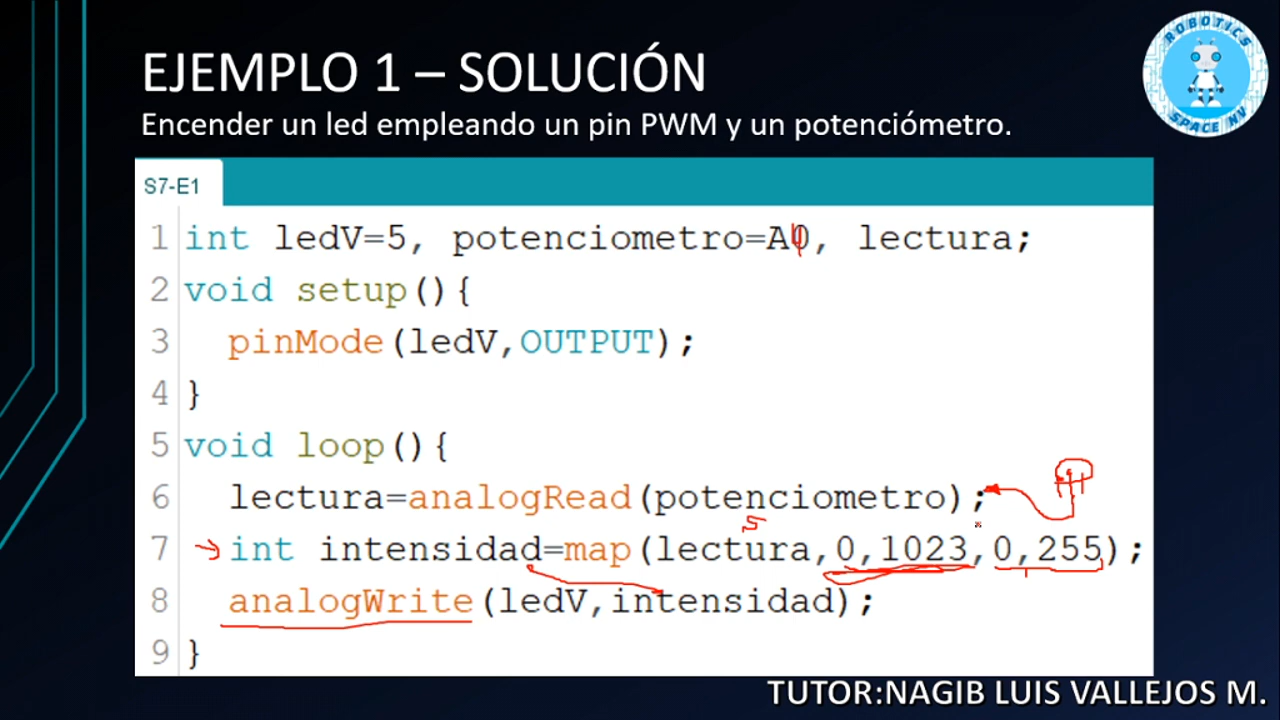 EJEMPLO 1 – SOLUCIÓN
Encender un led empleando un pin PWM y un potenciómetro.
ROBOTICS
SPACE NV
S7-E1
1 int ledV=5, potenciometro=A0, lectura;
2 void setup(){
3 pinMode(ledV,OUTPUT);
4 }
5 void loop(){
6 lectura=analogRead(potenciometro);
5
7 int intensidad=map(lectura,0,1023,0,255);
8 analogWrite(ledV,intensidad);
9 }
TUTOR:NAGIB LUIS VALLEJOS M.